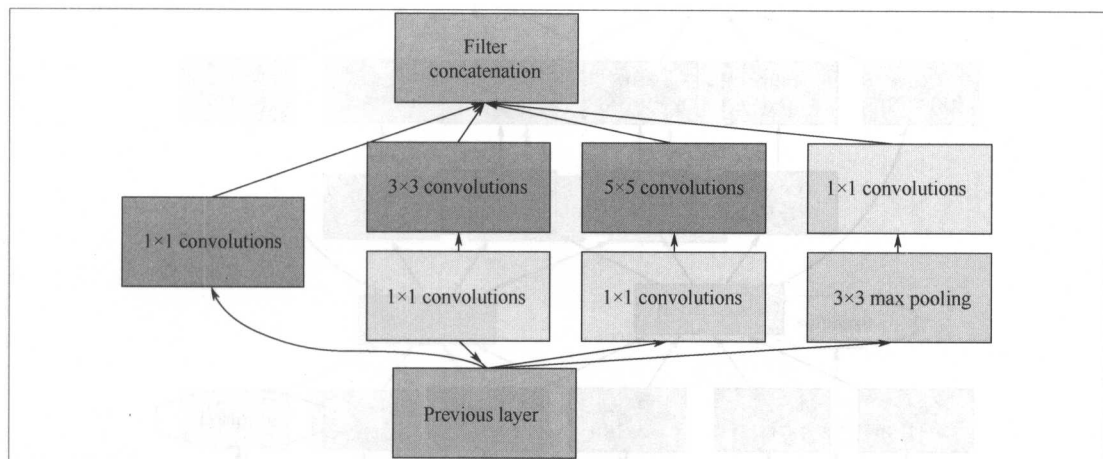 Filter
concatenation
3×3 convolutions
5×5 convolutions
1×1 convolutions
1×1 convolutions
1×1 convolutions
1×1 convolutions
3×3 max pooling
Previous layer